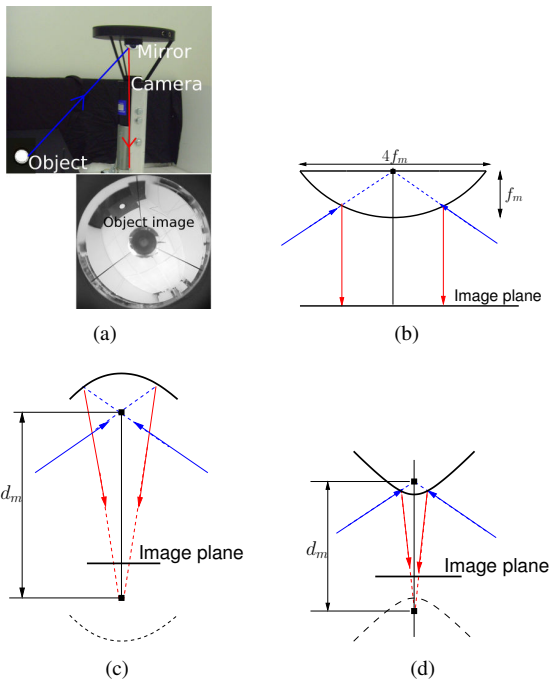 Mirror
Camera
Object
Object image
(a)
4f_m
f_m
Image plane
(b)
d_m
Image plane
(c)
d_m
Image plane
(d)